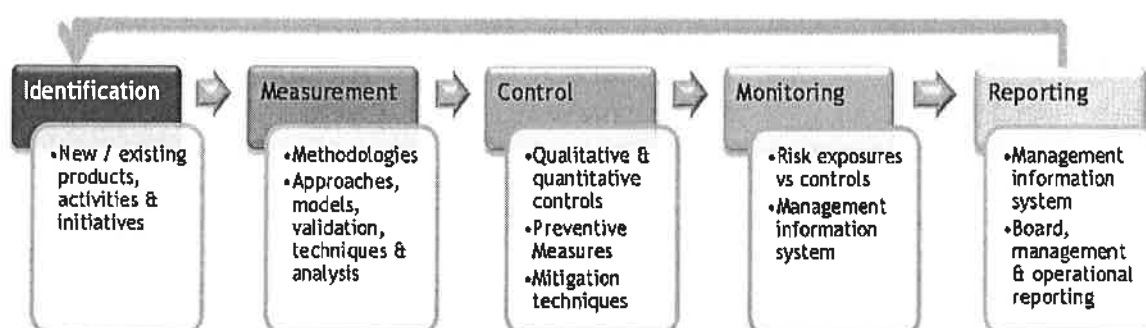 Identification
•New / existing
products,
activities &
initiatives
Measurement
•Methodologies
•Approaches,
models,
validation,
techniques &
analysis
Control
•Qualitative &
quantitative
controls
•Preventive
Measures
•Mitigation
techniques
Monitoring
•Risk exposures
vs controls
•Management
information
system
Reporting
•Management
information
system
•Board,
management
& operational
reporting